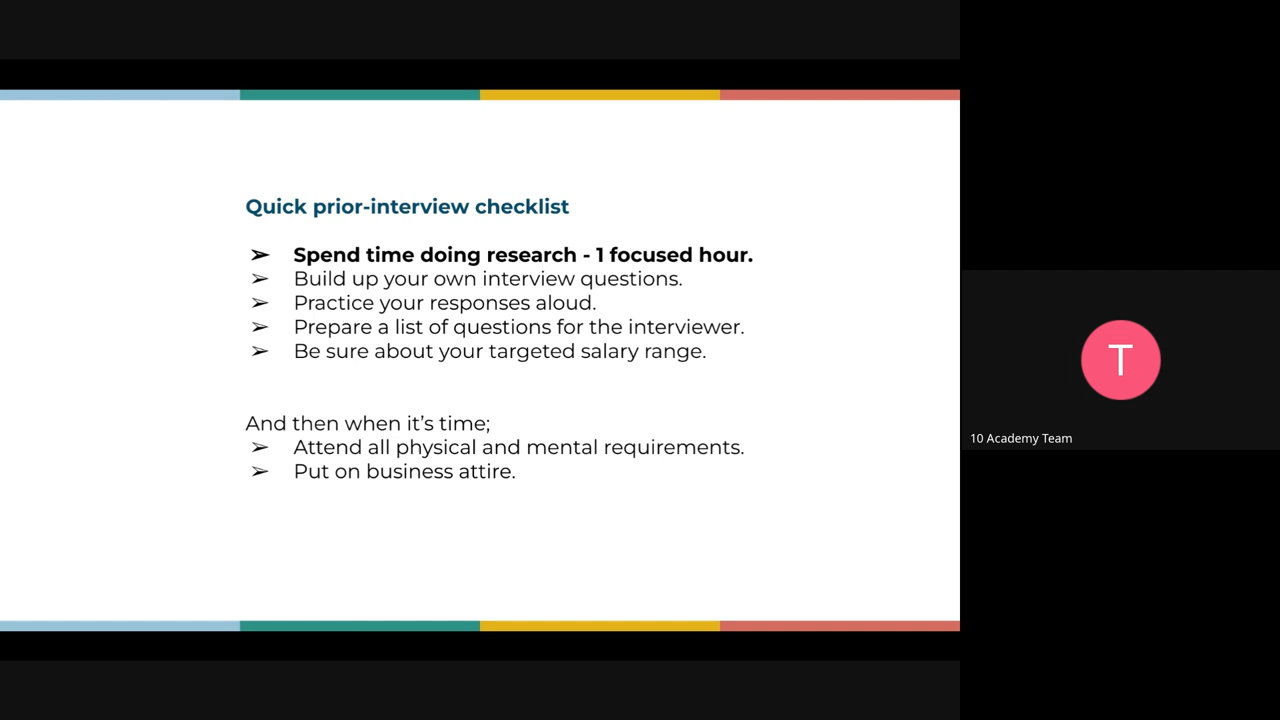 Quick prior-interview checklist
➢ Spend time doing research - 1 focused hour.
➢ Build up your own interview questions.
➢ Practice your responses aloud.
➢ Prepare a list of questions for the interviewer.
➢ Be sure about your targeted salary range.
And then when it’s time;
➢ Attend all physical and mental requirements.
➢ Put on business attire.
T
10 Academy Team